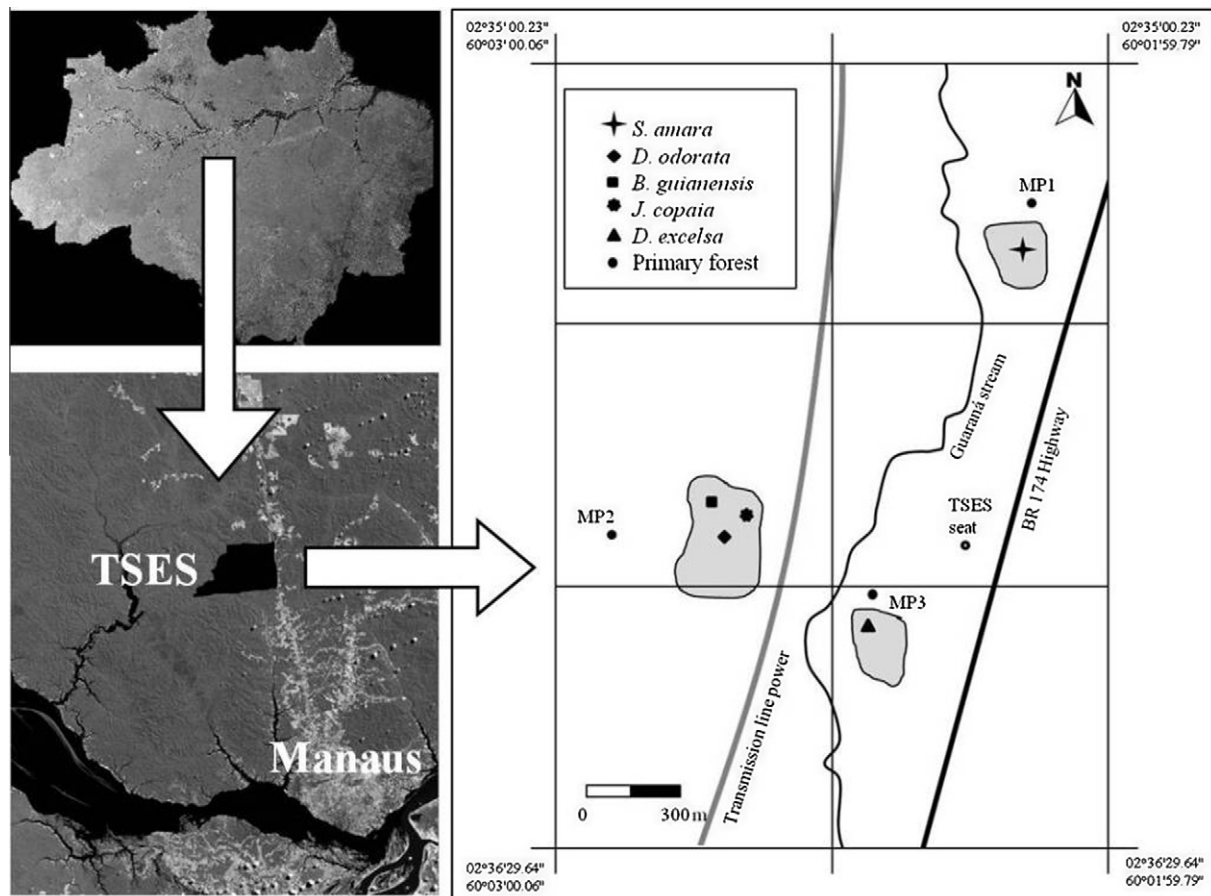 TSES
Manaus
02°35'00.23"
60°03'00.06"
02°35'00.23"
60°01'59.79"
N
S. amara
D. odorata
B. guianensis
J. copaia
D. excelsa
Primary forest
MP1
Guaraná stream
BR 174 Highway
MP2
TSES
seat
MP3
Transmission line power
0 300 m
02°36'29.64"
60°03'00.06"
02°36'29.64"
60°01'59.79"